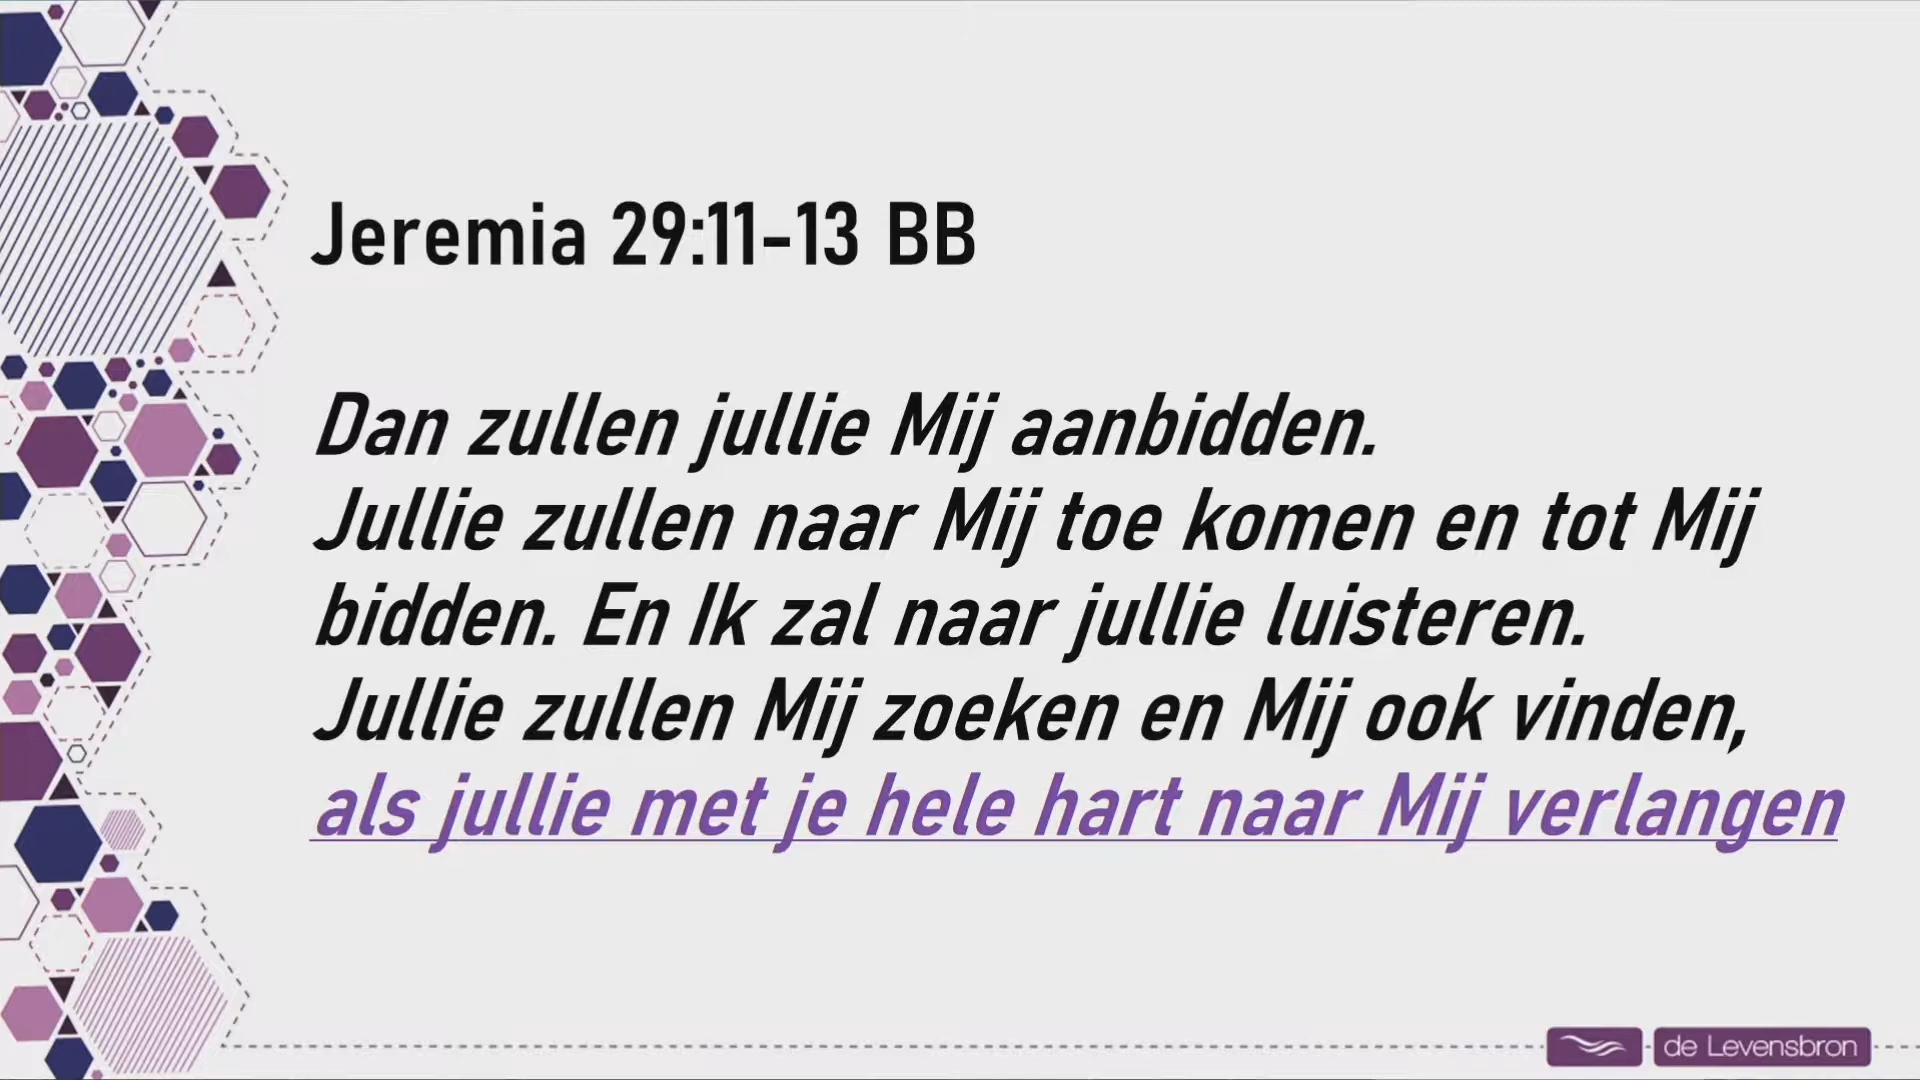 Jeremia 29:11-13 BB
Dan zullen jullie Mij aanbidden.
Jullie zullen naar Mij toe komen en tot Mij
bidden. En Ik zal naar jullie luisteren.
Jullie zullen Mij zoeken en Mij ook vinden,
als jullie met je hele hart naar Mij verlangen
de Levensbron